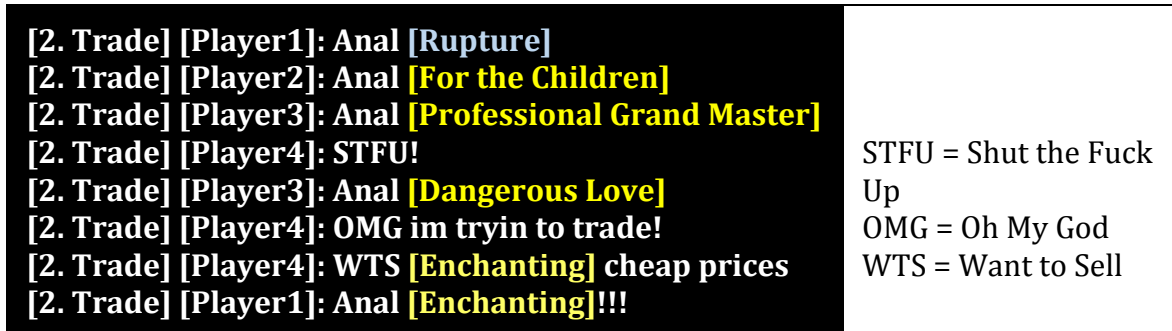 [2. Trade] [Player1]: Anal [Rupture]
[2. Trade] [Player2]: Anal [For the Children]
[2. Trade] [Player3]: Anal [Professional Grand Master]
[2. Trade] [Player4]: STFU!
[2. Trade] [Player3]: Anal [Dangerous Love]
[2. Trade] [Player4]: OMG im tryin to trade!
[2. Trade] [Player4]: WTS [Enchanting] cheap prices
[2. Trade] [Player1]: Anal [Enchanting]!!!
STFU = Shut the Fuck
Up
OMG = Oh My God
WTS = Want to Sell